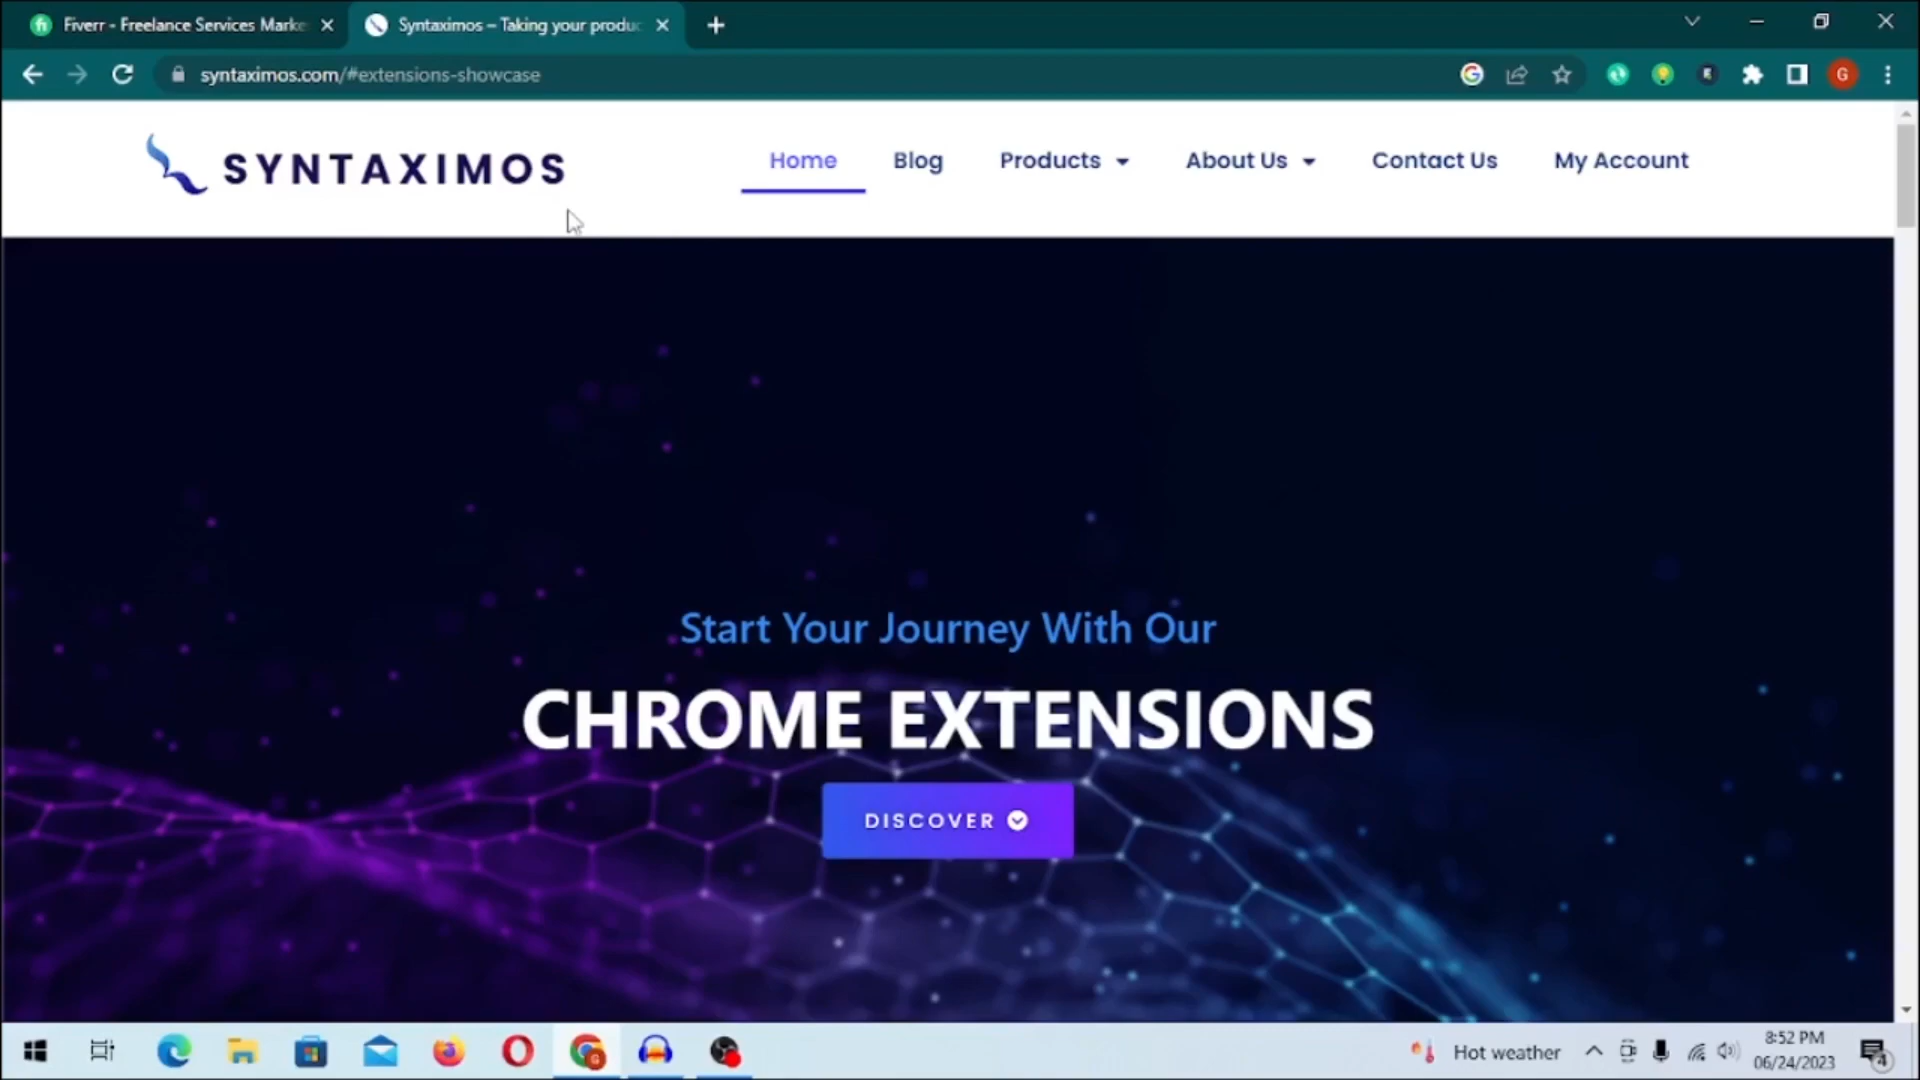 Fiverr - Freelance Services Marke
Syntaximos – Taking your produc
syntaximos.com/#extensions-showcase
G
SYNTAXIMOS
Home
Blog
Products
About Us
Contact Us
My Account
Start Your Journey With Our
CHROME EXTENSIONS
DISCOVER
Hot weather
8:52 PM
06/24/2023
4